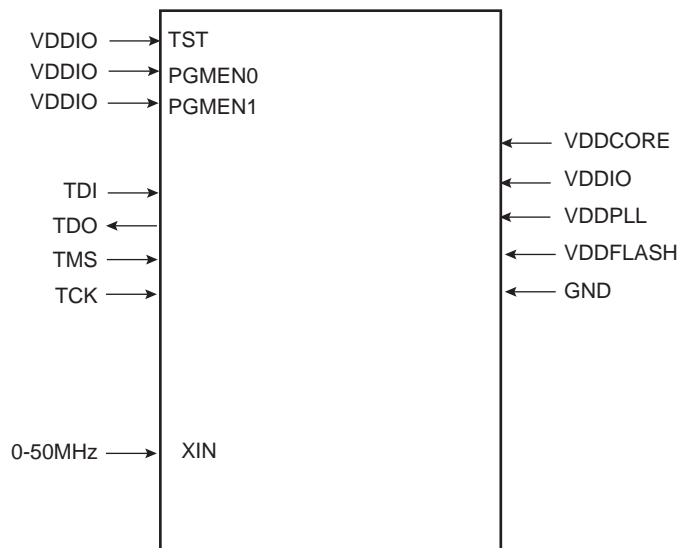 VDDIO TST
VDDIO PGMEN0
VDDIO PGMEN1
VDDCORE
TDI VDDIO
TDO VDDPLL
TMS VDDFLASH
TCK GND
0-50MHz XIN